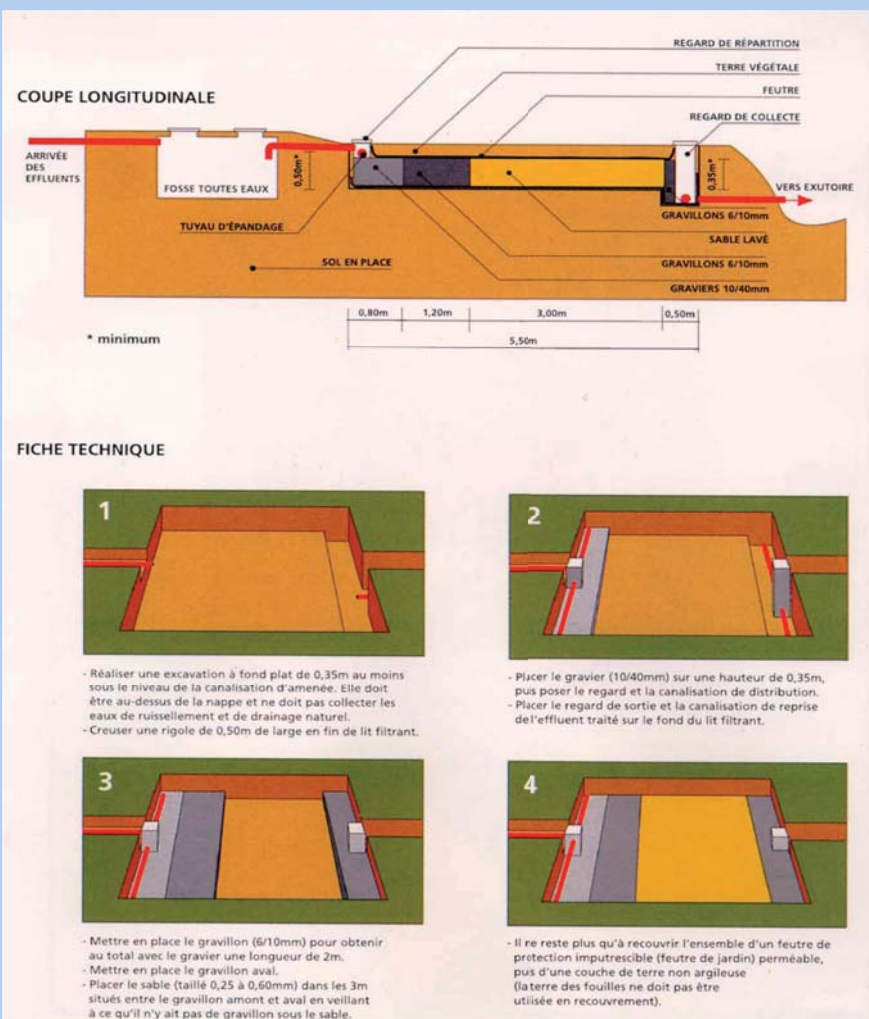 REGARD DE RÉPARTITION
TERRE VÉGÉTALE
COUPE LONGITUDINALE
FEUTRE
REGARD DE COLLECTE
ARRIVÉE
DES
EFFLUENTS
FOSSE TOUTES EAUX
0,50m*
0,35m*
VERS EXUTOIRE
GRAVILLONS 6/10mm
TUYAU D'ÉPANDAGE
SABLE LAVÉ
SOL EN PLACE
GRAVILLONS 6/10mm
GRAVIERS 10/40mm
0,80m
1,20m
3,00m
0,50m
* minimum
5,50m
FICHE TECHNIQUE
1
- Réaliser une excavation à fond plat de 0,35m au moins
sous le niveau de la canalisation d'amenée. Elle doit
être au-dessus de la nappe et ne doit pas collecter les
eaux de ruissellement et de drainage naturel.
- Creuser une rigole de 0,50m de large en fin de lit filtrant.
2
- Placer le gravier (10/40mm) sur une hauteur de 0,35m,
puis poser le regard et la canalisation de distribution.
- Placer le regard de sortie et la canalisation de reprise
de l'effluent traité sur le fond du lit filtrant.
3
- Mettre en place le gravillon (6/10mm) pour obtenir
au total avec le gravier une longueur de 2m.
- Mettre en place le gravillon aval.
- Placer le sable (taillé 0,25 à 0,60mm) dans les 3m
situés entre le gravillon amont et aval en veillant
à ce qu'il n'y ait pas de gravillon sous le sable.
4
- Il re reste plus qu'à recouvrir l'ensemble d'un feutre de
protection imputrescible (feutre de jardin) perméable,
pus d'une couche de terre non argileuse
(la terre des fouilles ne doit pas être
utiiisée en recouvrement).